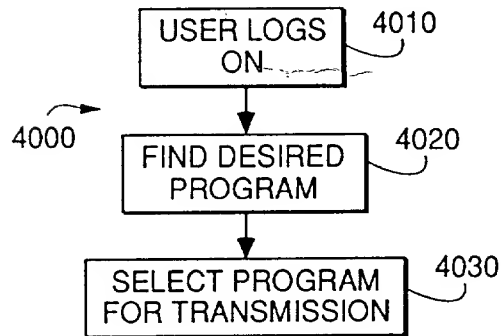 USER LOGS
ON
4010
4000
FIND DESIRED
PROGRAM
4020
SELECT PROGRAM
FOR TRANSMISSION
4030